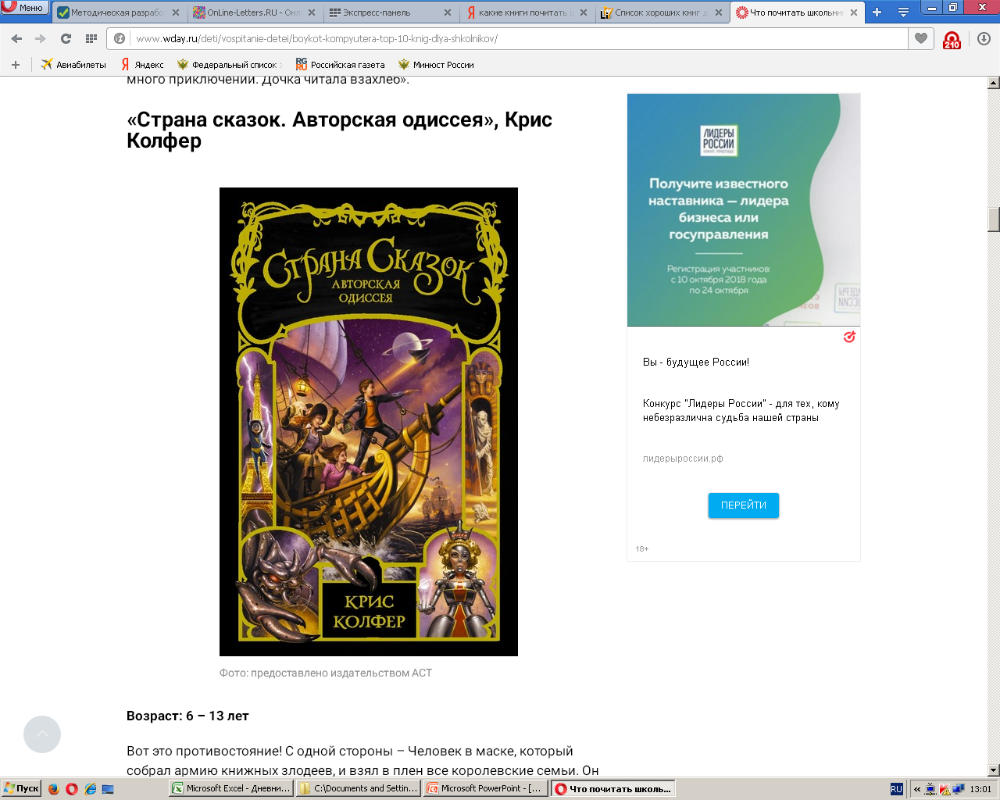 Меню
Методическая разработ
OnLine-Letters.RU - Онл
Экспресс-панель
какие книги почитать ш
Список хороших книг д
Что почитать школьни
www.wday.ru/deti/vospitanie-detei/boykot-kompyutera-top-10-knig-dlya-shkolnikov/
210
Авиабилеты
Яндекс
Федеральный список э
Российская газета
Минюст России
много приключений. Дочка читала взахлеб».
«Страна сказок. Авторская одиссея», Крис
Колфер
СТРАНА СКАЗОК
АВТОРСКАЯ
ОДИССЕЯ
QUEEN
КРИС
КОЛФЕР
Фото: предоставлено издательством АСТ
Возраст: 6 – 13 лет
Вот это противостояние! С одной стороны – Человек в маске, который
собрал армию книжных злодеев, и взял в плен все королевские семьи. Он
ЛИДЕРЫ
РОССИИ
Получите известного
наставника — лидера
бизнеса или
госуправления
Регистрация участников:
с 10 октября 2018 года
по 24 октября
Вы - будущее России!
Конкурс "Лидеры России" - для тех, кому
небезразлична судьба нашей страны
лидерыроссии.рф
ПЕРЕЙТИ
18+
Пуск
Microsoft Excel - Дневни...
C:\Documents and Settin...
Microsoft PowerPoint - [...
Что почитать школь...
RU
13:01